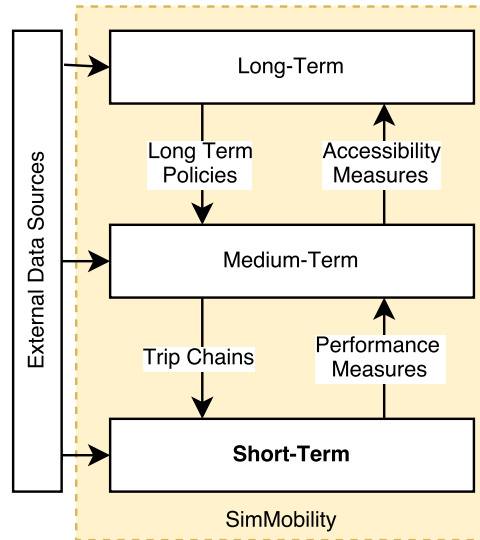 External Data Sources
Long-Term
Long Term
Policies
Accessibility
Measures
Medium-Term
Trip Chains
Performance
Measures
Short-Term
SimMobility